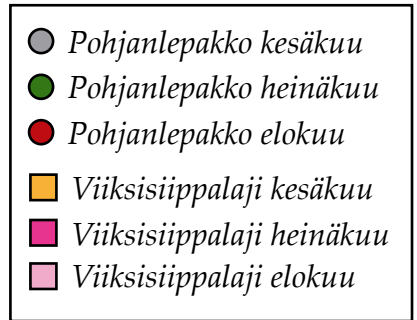 Pohjanlepakko kesäkuu
Pohjanlepakko heinäkuu
Pohjanlepakko elokuu
Viiksisiippalaji kesäkuu
Viiksisiippalaji heinäkuu
Viiksisiippalaji elokuu